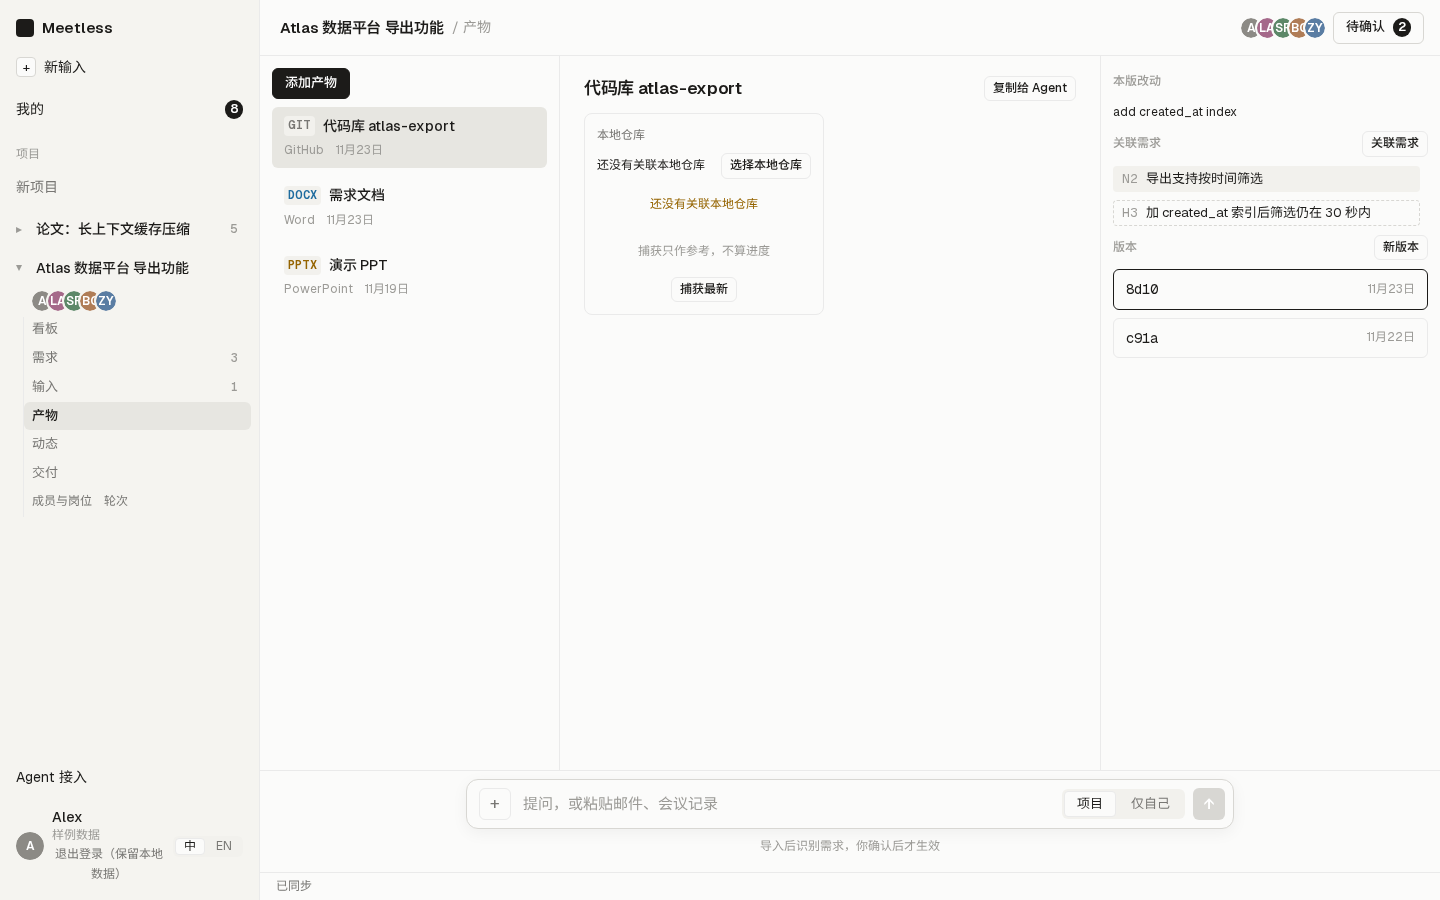 Meetless
+ 新输入
我的 8
项目
新项目
▸ 论文：长上下文缓存压缩 5
▾ Atlas 数据平台 导出功能
A LA SF BC ZY
看板
需求 3
输入 1
产物
动态
交付
成员与岗位 轮次
Agent 接入
A
Alex
样例数据
退出登录（保留本地
数据）
中 EN
Atlas 数据平台 导出功能 / 产物
A LA SF BC ZY
待确认 2
添加产物
GIT 代码库 atlas-export
GitHub 11月23日
DOCX 需求文档
Word 11月23日
PPTX 演示 PPT
PowerPoint 11月19日
代码库 atlas-export
复制给 Agent
本地仓库
还没有关联本地仓库 选择本地仓库
还没有关联本地仓库
捕获只作参考，不算进度
捕获最新
本版改动
add created_at index
关联需求 关联需求
N2 导出支持按时间筛选
H3 加 created_at 索引后筛选仍在 30 秒内
版本 新版本
8d10 11月23日
c91a 11月22日
+ 提问，或粘贴邮件、会议记录 项目 仅自己 ↑
导入后识别需求，你确认后才生效
已同步